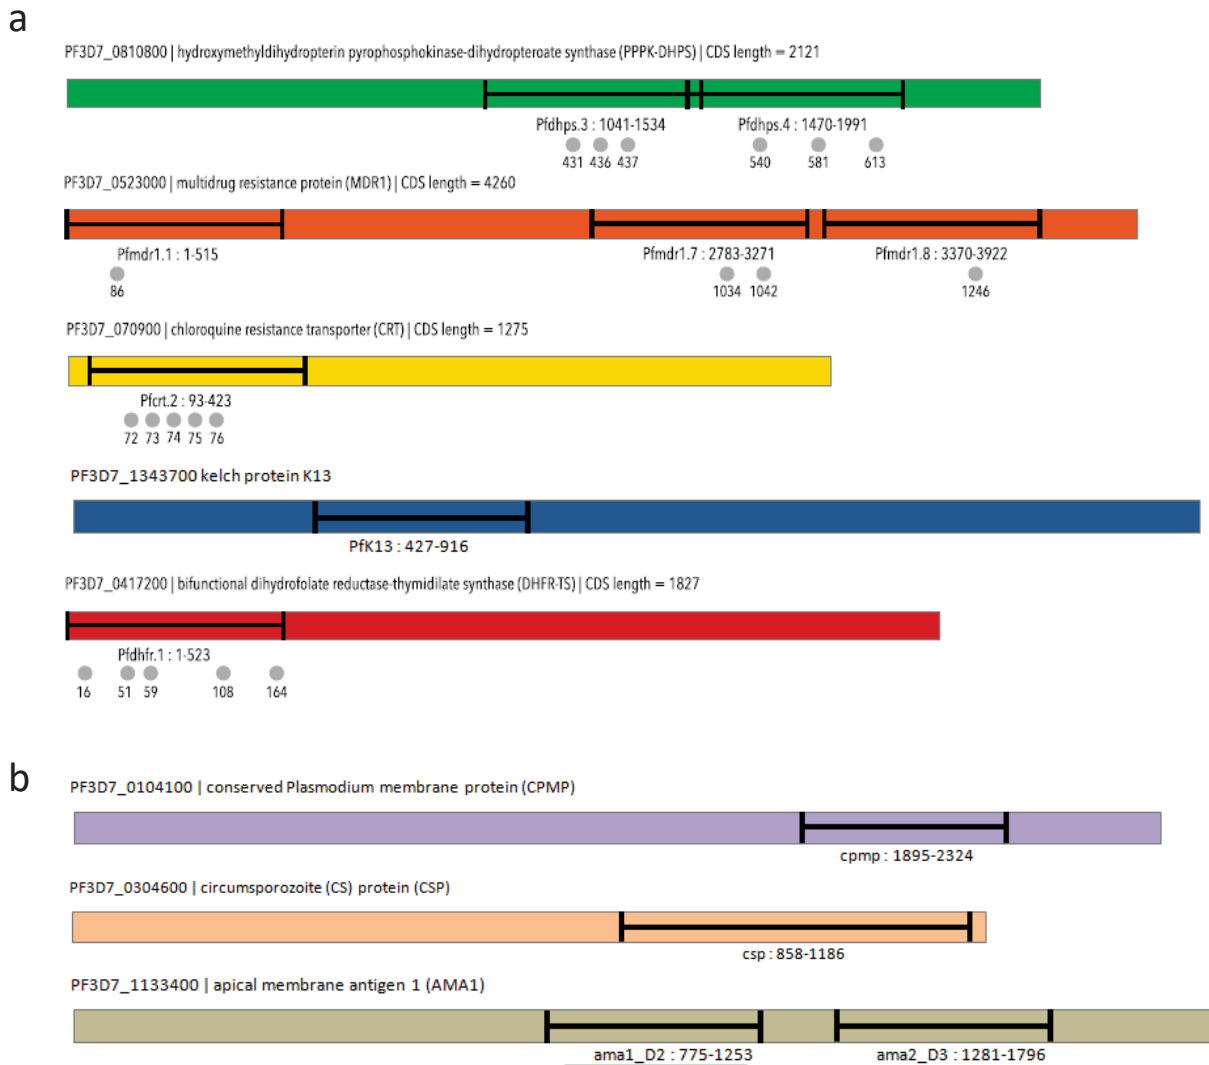 a
PF3D7_0810800 | hydroxymethyldihydropterin pyrophosphokinase-dihydropteroate synthase (PPPK-DHPS) | CDS length = 2121
Pfdhps.3 : 1041-1534 Pfdhps.4 : 1470-1991
431 436 437 540 581 613
PF3D7_0523000 | multidrug resistance protein (MDR1) | CDS length = 4260
Pfmdr1.1 : 1-515 Pfmdr1.7 : 2783-3271 Pfmdr1.8 : 3370-3922
86 1034 1042 1246
PF3D7_070900 | chloroquine resistance transporter (CRT) | CDS length = 1275
Pfcrt.2 : 93-423
72 73 74 75 76
PF3D7_1343700 kelch protein K13
PfK13 : 427-916
PF3D7_0417200 | bifunctional dihydrofolate reductase-thymidilate synthase (DHFR-TS) | CDS length = 1827
Pfdhfr.1 : 1-523
16 51 59 108 164
b
PF3D7_0104100 | conserved Plasmodium membrane protein (CPMP)
cpmp : 1895-2324
PF3D7_0304600 | circumsporozoite (CS) protein (CSP)
csp : 858-1186
PF3D7_1133400 | apical membrane antigen 1 (AMA1)
ama1_D2 : 775-1253 ama2_D3 : 1281-1796